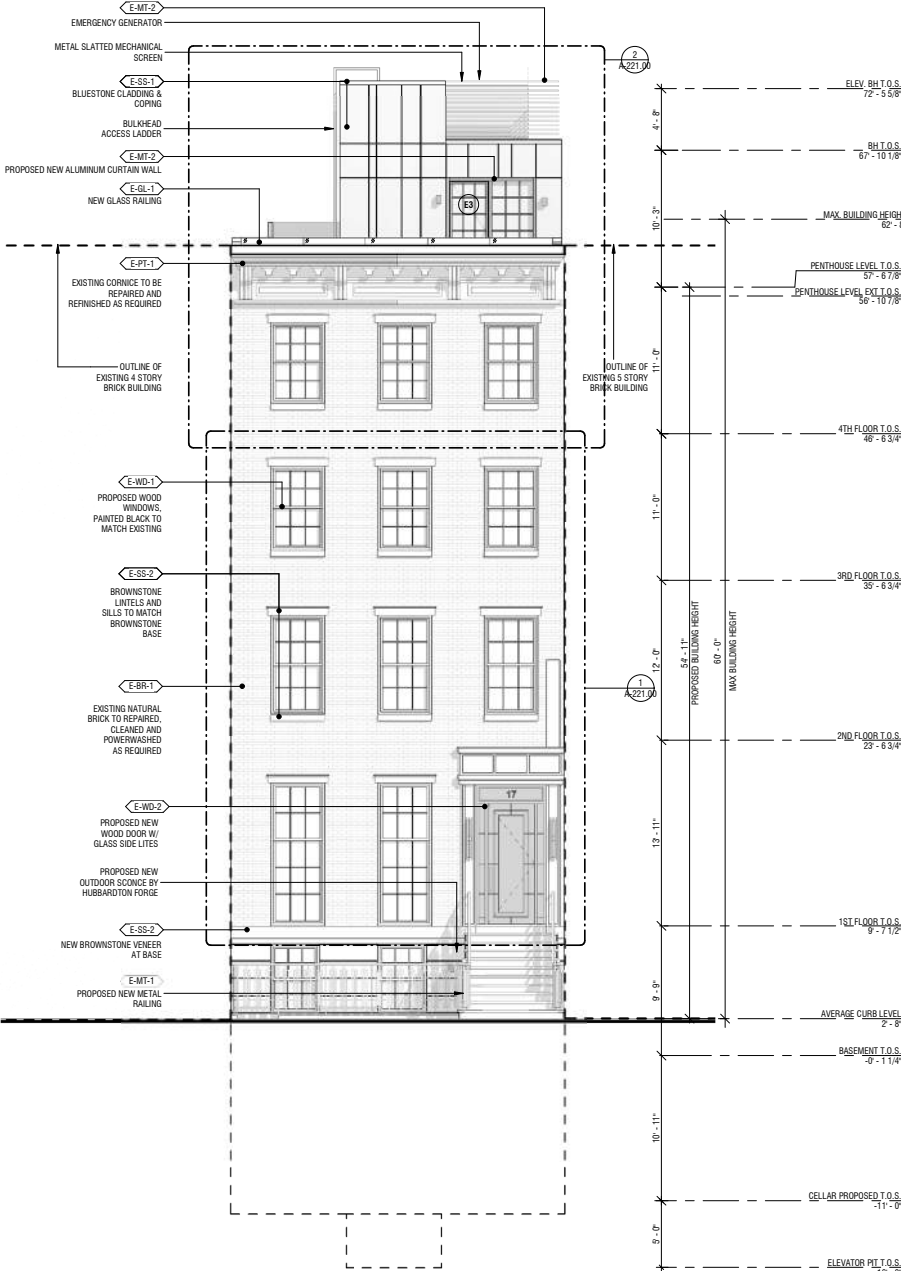 E-MT-2
EMERGENCY GENERATOR
METAL SLATTED MECHANICAL
SCREEN
E-SS-1
BLUESTONE CLADDING &
COPING
BULKHEAD
ACCESS LADDER
E-MT-2
PROPOSED NEW ALUMINUM CURTAIN WALL
E-GL-1
NEW GLASS RAILING
E-PT-1
EXISTING CORNICE TO BE
REPAIRED AND
REFINISHED AS REQUIRED
OUTLINE OF
EXISTING 4 STORY
BRICK BUILDING
E-WD-1
PROPOSED WOOD
WINDOWS,
PAINTED BLACK TO
MATCH EXISTING
E-SS-2
BROWNSTONE
LINTELS AND
SILLS TO MATCH
BROWNSTONE
BASE
E-BR-1
EXISTING NATURAL
BRICK TO REPAIRED,
CLEANED AND
POWERWASHED
AS REQUIRED
E-WD-2
PROPOSED NEW
WOOD DOOR W/
GLASS SIDE LITES
PROPOSED NEW
OUTDOOR SCONCE BY
HUBBARDTON FORGE
E-SS-2
NEW BROWNSTONE VENEER
AT BASE
E-MT-1
PROPOSED NEW METAL
RAILING
E3
17
OUTLINE OF
EXISTING 5 STORY
BRICK BUILDING
2
A-221.00
1
A-221.00
4' - 8"
10' - 3"
11' - 0"
11' - 0"
12' - 0"
13' - 11"
9' - 9"
10' - 11"
5' - 0"
54' - 11"
PROPOSED BUILDING HEIGHT
60' - 0"
MAX BUILDING HEIGHT
ELEV. BH T.O.S.
72' - 5 5/8"
BH T.O.S.
67' - 10 1/8"
MAX. BUILDING HEIGH
62' - 
PENTHOUSE LEVEL T.O.S.
57' - 6 7/8"
PENTHOUSE LEVEL EXT T.O.S.
56' - 10 7/8"
4TH FLOOR T.O.S.
46' - 6 3/4"
3RD FLOOR T.O.S.
35' - 6 3/4"
2ND FLOOR T.O.S.
23' - 6 3/4"
1ST FLOOR T.O.S.
9' - 7 1/2"
AVERAGE CURB LEVEL
2' - 8"
BASEMENT T.O.S.
-0' - 1 1/4"
CELLAR PROPOSED T.O.S.
-11' - 0"
ELEVATOR PIT T.O.S.